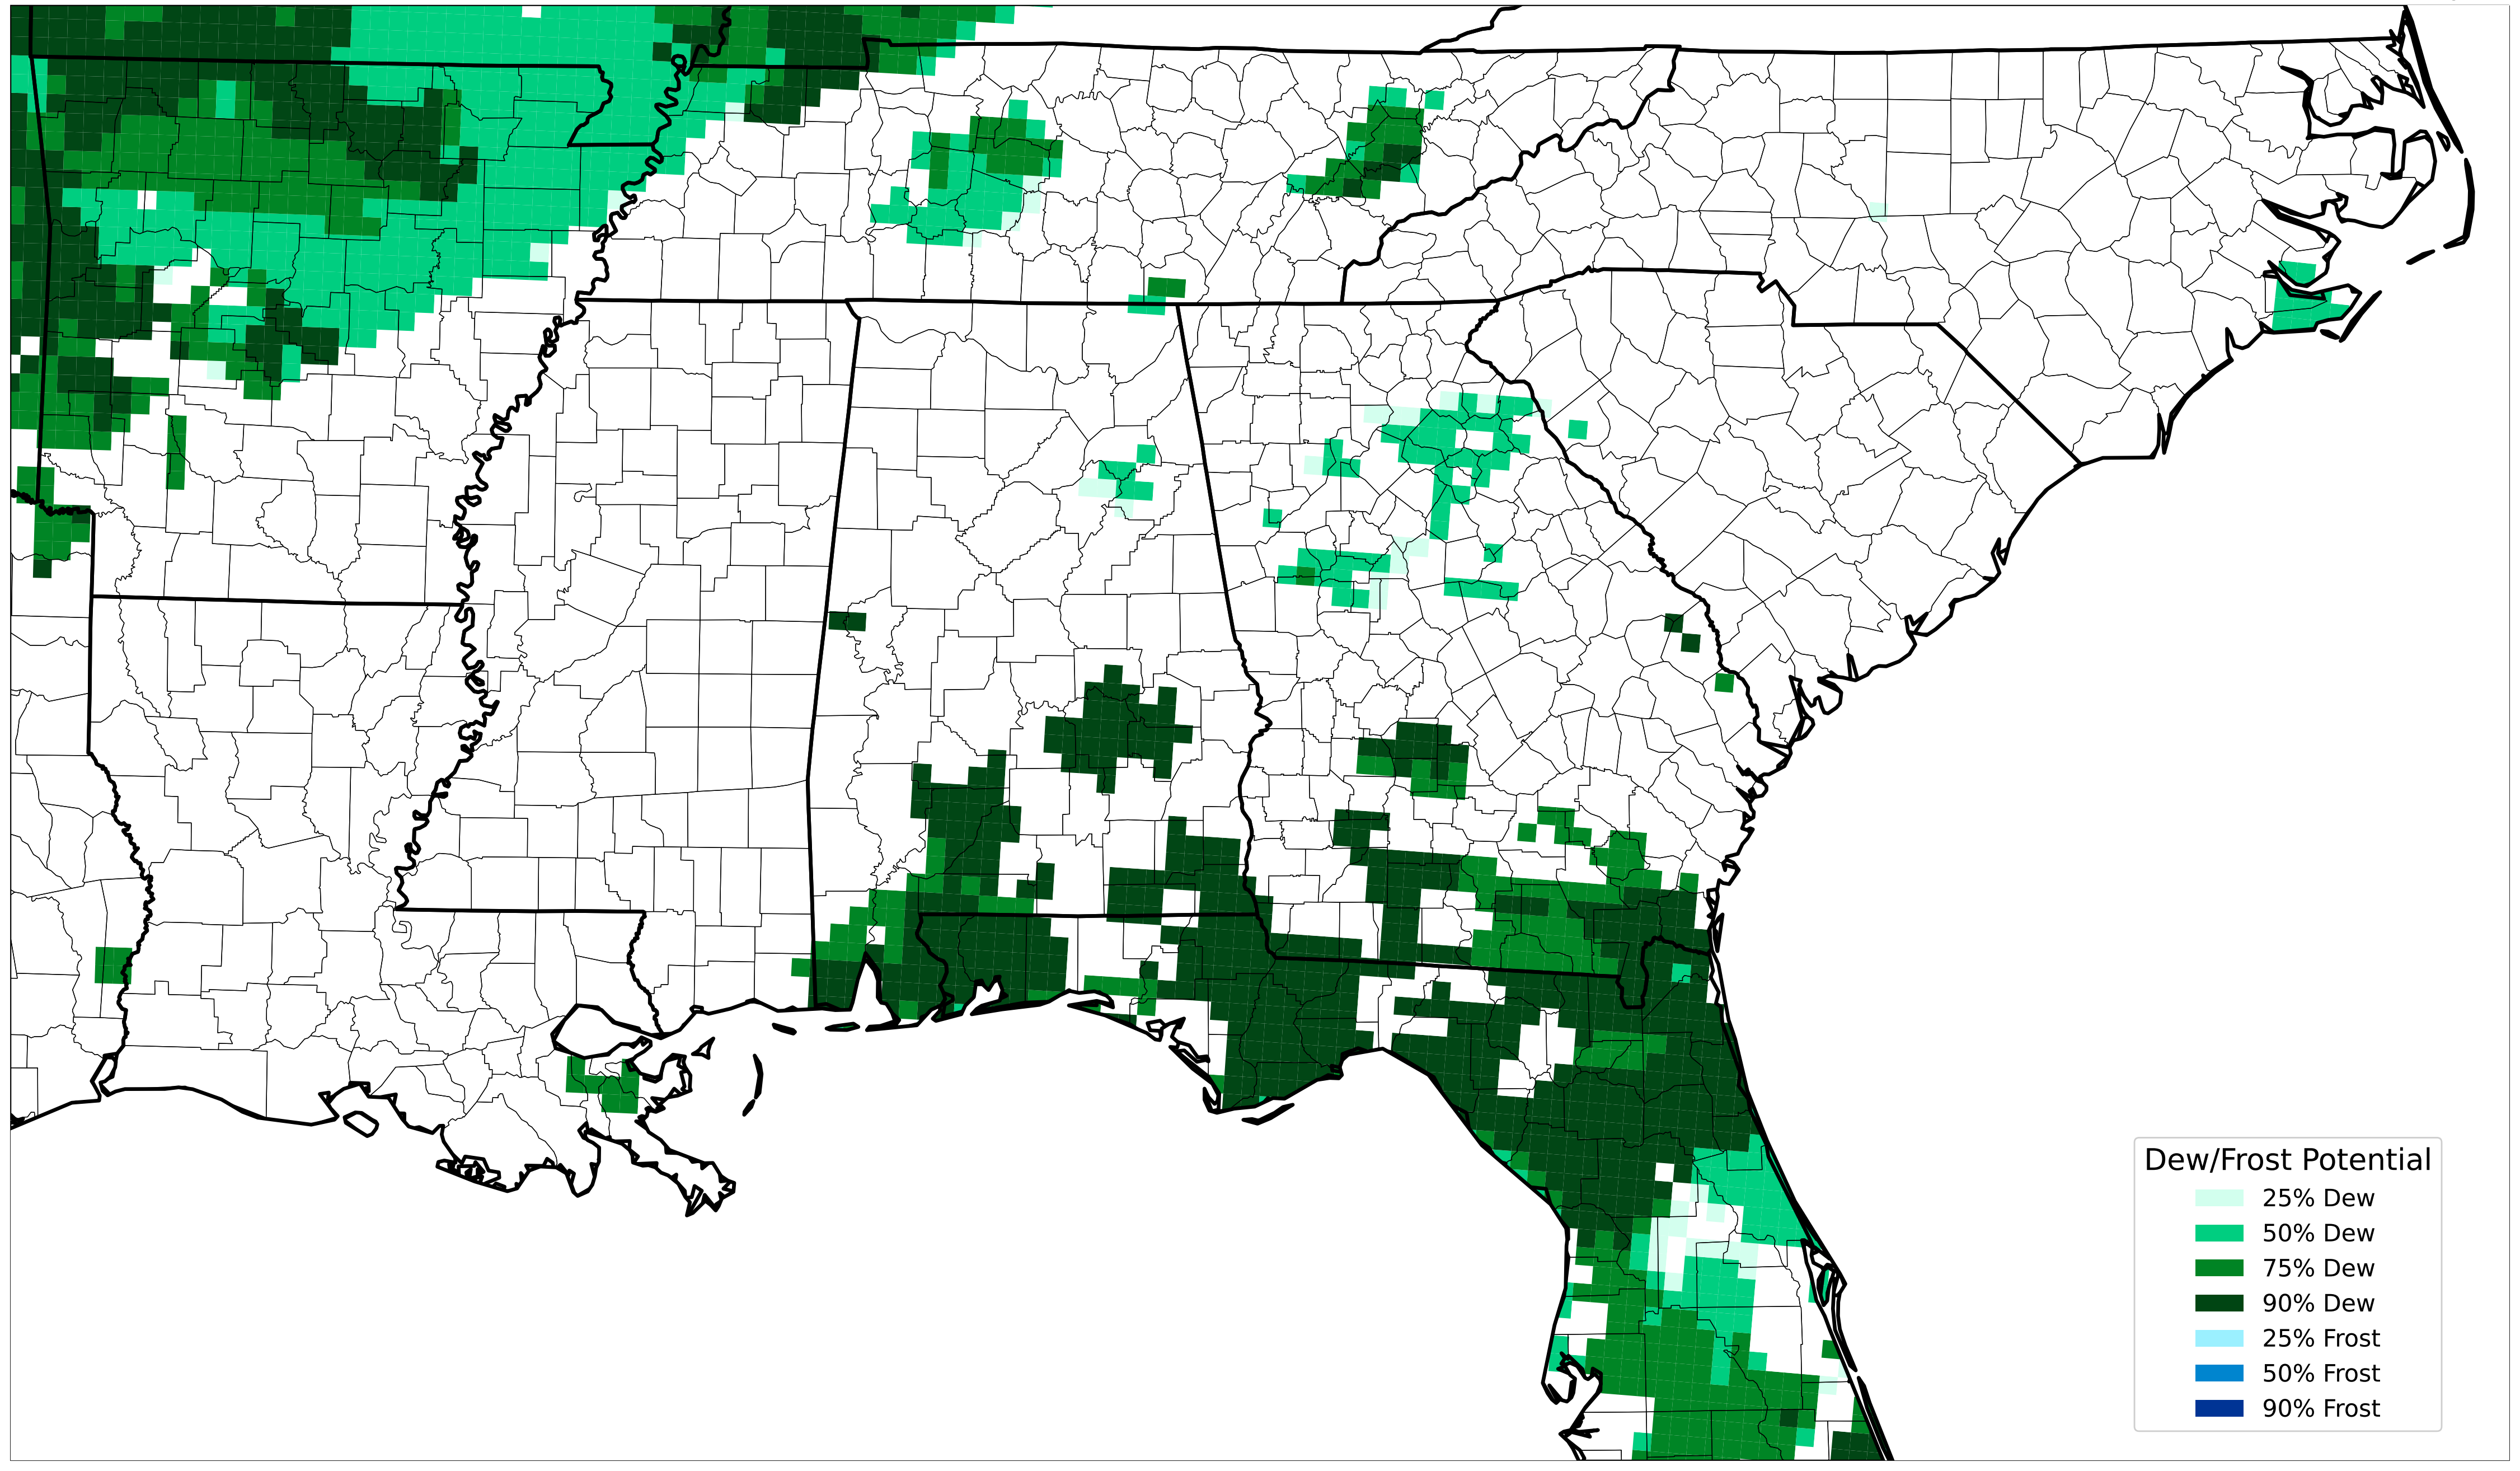 Dew/Frost Potential
25% Dew
50% Dew
75% Dew
90% Dew
25% Frost
50% Frost
90% Frost